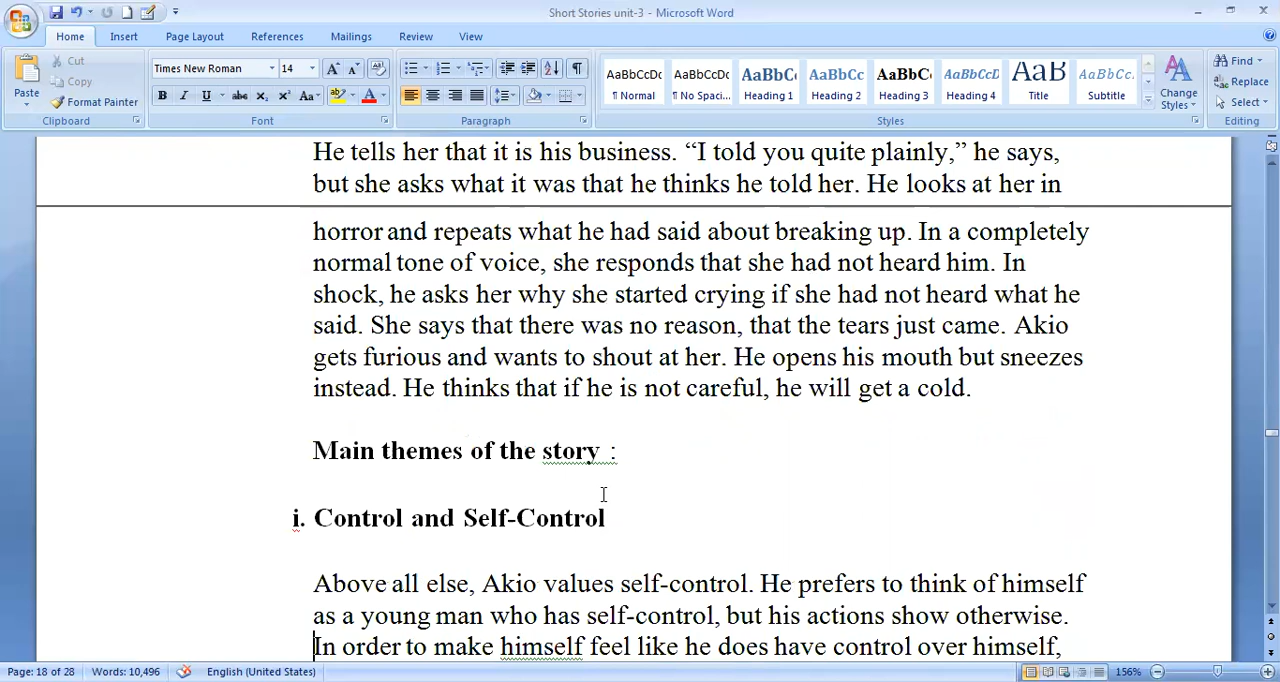 Short Stories unit-3 - Microsoft Word
Home Insert Page Layout References Mailings Review View
Paste
Cut
Copy
Format Painter
Clipboard
Times New Roman 14
Font
Paragraph
AaBbCcDc AaBbCcDc AaBbC AaBbCc AaBbCc AaBbCcD AaB AaBbCc
¶ Normal ¶ No Spaci... Heading 1 Heading 2 Heading 3 Heading 4 Title Subtitle
Change Styles
Styles
Find
Replace
Select
Editing
He tells her that it is his business. “I told you quite plainly,” he says,
but she asks what it was that he thinks he told her. He looks at her in
horror and repeats what he had said about breaking up. In a completely
normal tone of voice, she responds that she had not heard him. In
shock, he asks her why she started crying if she had not heard what he
said. She says that there was no reason, that the tears just came. Akio
gets furious and wants to shout at her. He opens his mouth but sneezes
instead. He thinks that if he is not careful, he will get a cold.
Main themes of the story :
i. Control and Self-Control
Above all else, Akio values self-control. He prefers to think of himself
as a young man who has self-control, but his actions show otherwise.
In order to make himself feel like he does have control over himself,
Page: 18 of 28 Words: 10,496 English (United States) 156%